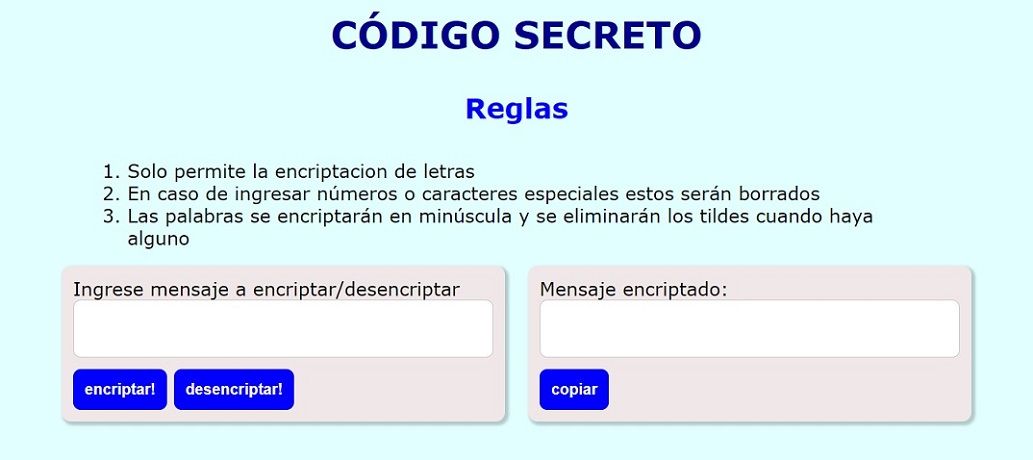 CÓDIGO SECRETO
Reglas
1. Solo permite la encriptacion de letras
2. En caso de ingresar números o caracteres especiales estos serán borrados
3. Las palabras se encriptarán en minúscula y se eliminarán los tildes cuando haya
alguno
Ingrese mensaje a encriptar/desencriptar
encriptar! desencriptar!
Mensaje encriptado:
copiar